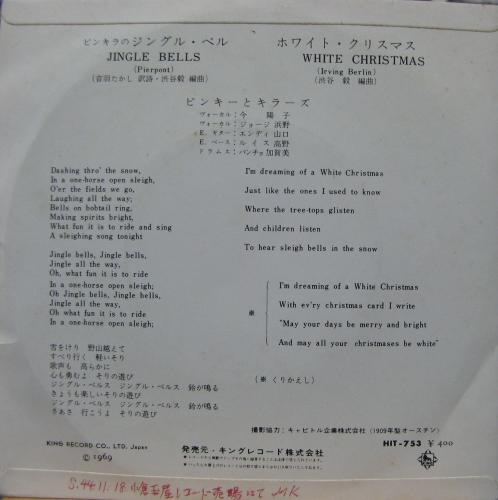 ピンキラのジングル・ベル
JINGLE BELLS
(Pierpont)
(音羽たかし 訳詩・渋谷毅 編曲)
ホワイト・クリスマス
WHITE CHRISTMAS
(Irving Berlin)
(渋谷 毅 編曲)
ピンキーとキラーズ
ヴォーカル：今 陽子
ヴォーカル：ジョージ浜野
E. ギター：エンディ山口
E. ベース：ルイス高野
ドラムス：パンチョ加賀美
Dashing thro' the snow,
In a one-horse open sleigh,
O'er the fields we go,
Laughing all the way;
Bells on bobtail ring,
Making spirits bright,
What fun it is to ride and sing
A sleighing song tonight
Jingle bells, Jingle bells,
Jingle all the way,
Oh, what fun it is to ride
In a one horse open sleigh;
Oh Jingle bells, Jingle bells,
Jingle all the way,
Oh what fun it is to ride
In a one-horse open sleigh;
雪をけり 野山越えて
すべり行く 軽いそり
歌声も 高らかに
心も勇むよ そりの遊び
ジングル・ベルス ジングル・ベルス 鈴が鳴る
きょうも楽しいそりの遊び
ジングル・ベルス ジングル・ベルス 鈴が鳴る
さあさ 行こうよ そりの遊び
I'm dreaming of a White Christmas
Just like the ones I used to know
Where the tree-tops glisten
And children listen
To hear sleigh bells in the snow
I'm dreaming of a White Christmas
With ev'ry christmas card I write
※ "May your days be merry and bright
And may all your christmases be white"
(※ くりかえし)
撮影協力：キャピトル企業株式会社 (1909年型オースチン)
KING RECORD CO., LTD. Japan
© 1969
発売元・キングレコード株式会社
HIT-753 ￥400
S.44.11.18. レコード売場にて